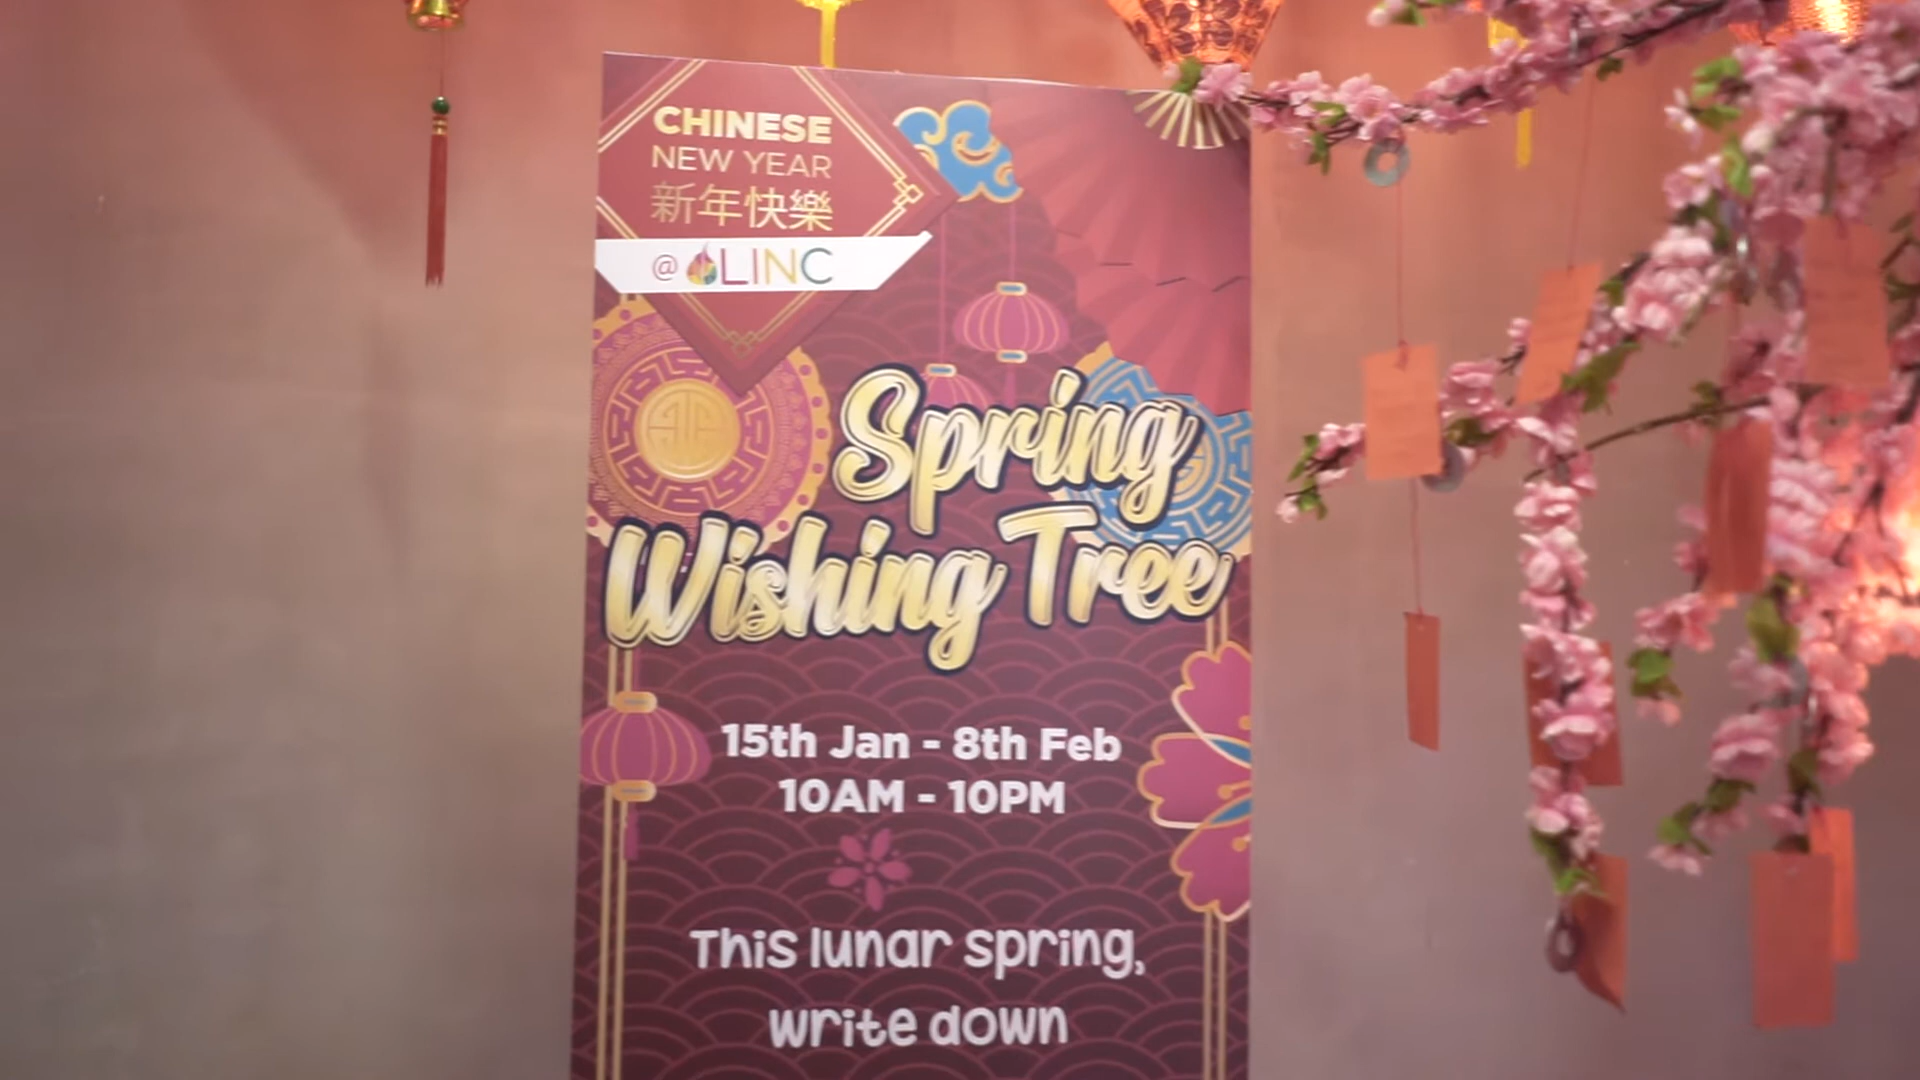 CHINESE
NEW YEAR
新年快樂
@ LINC
Spring
Wishing Tree
15th Jan - 8th Feb
10AM - 10PM
This lunar spring,
write down